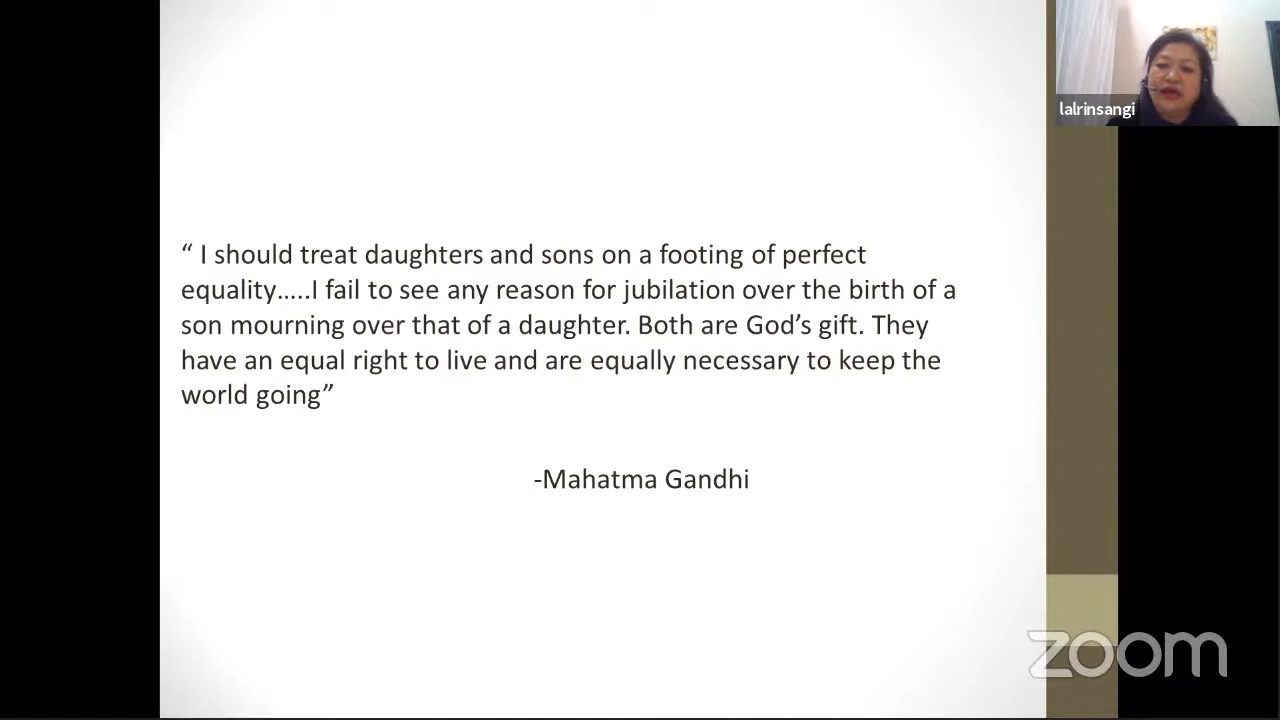 lalrinsangi
“ I should treat daughters and sons on a footing of perfect
equality…..I fail to see any reason for jubilation over the birth of a
son mourning over that of a daughter. Both are God’s gift. They
have an equal right to live and are equally necessary to keep the
world going”
-Mahatma Gandhi
zoom